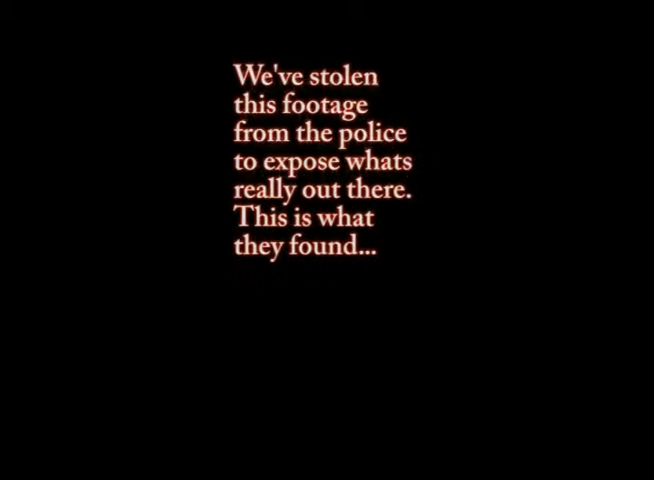 We've stolen
this footage
from the police
to expose whats
really out there.
This is what
they found...